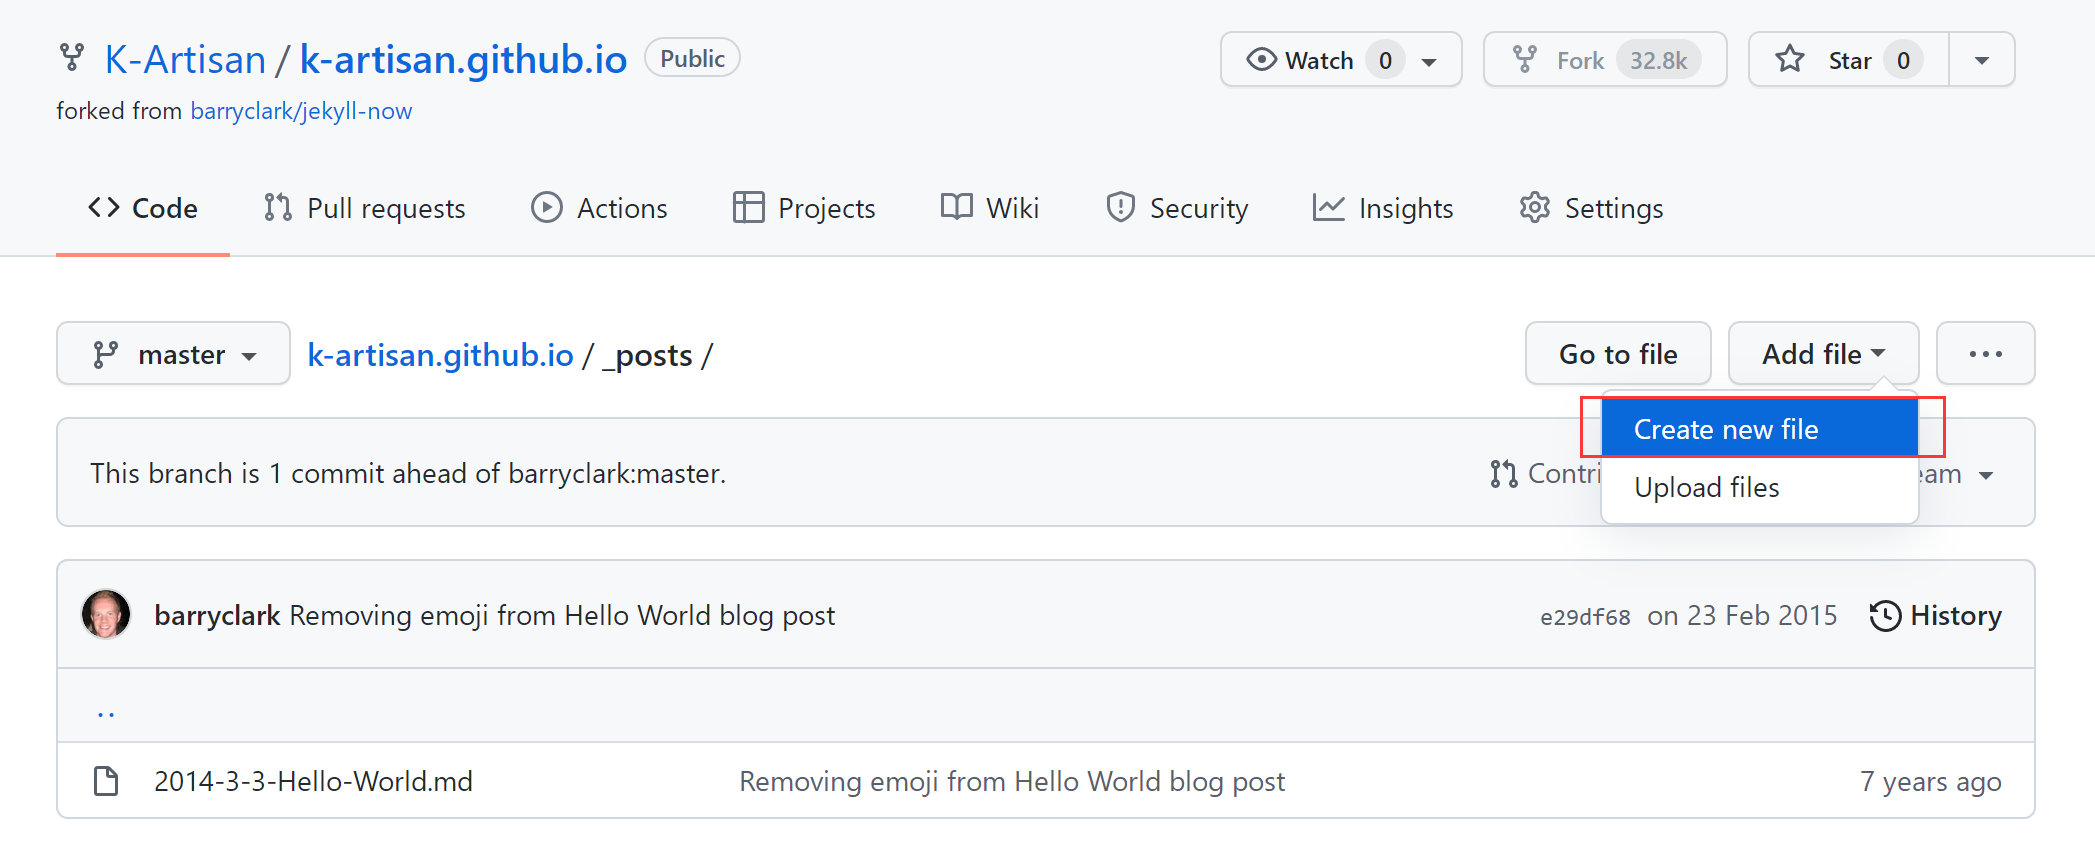 K-Artisan / k-artisan.github.io Public Watch 0 Fork 32.8k Star 0
forked from barryclark/jekyll-now
Code Pull requests Actions Projects Wiki Security Insights Settings
master k-artisan.github.io / _posts / Go to file Add file ...
Create new file
This branch is 1 commit ahead of barryclark:master.
Upload files
barryclark Removing emoji from Hello World blog post e29df68 on 23 Feb 2015 History
..
2014-3-3-Hello-World.md Removing emoji from Hello World blog post 7 years ago